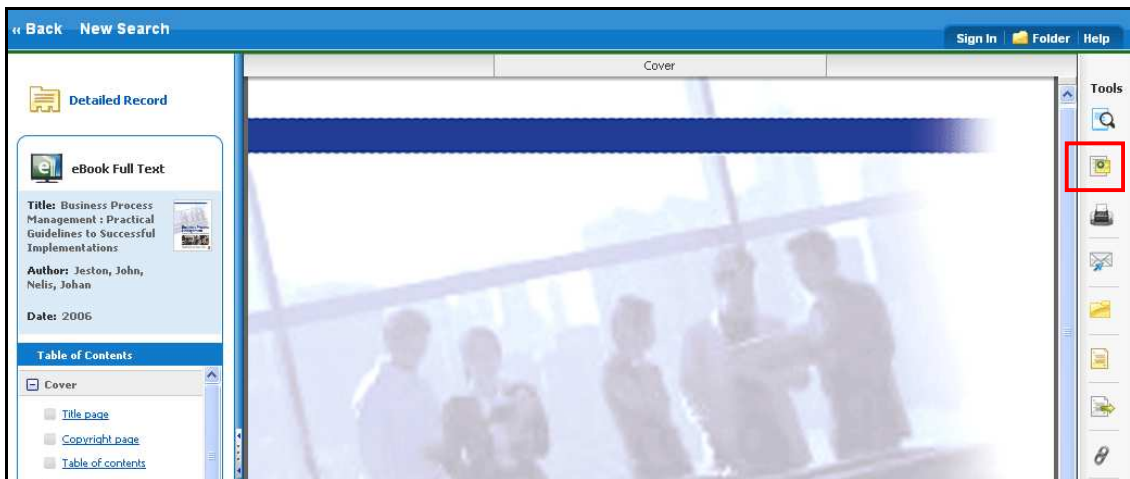 ‹‹ Back New Search
Sign In Folder Help
Cover
Tools
Detailed Record
eBook Full Text
Title: Business Process
Management : Practical
Guidelines to Successful
Implementations
Author: Jeston, John,
Nelis, Johan
Date: 2006
Table of Contents
Cover
Title page
Copyright page
Table of contents